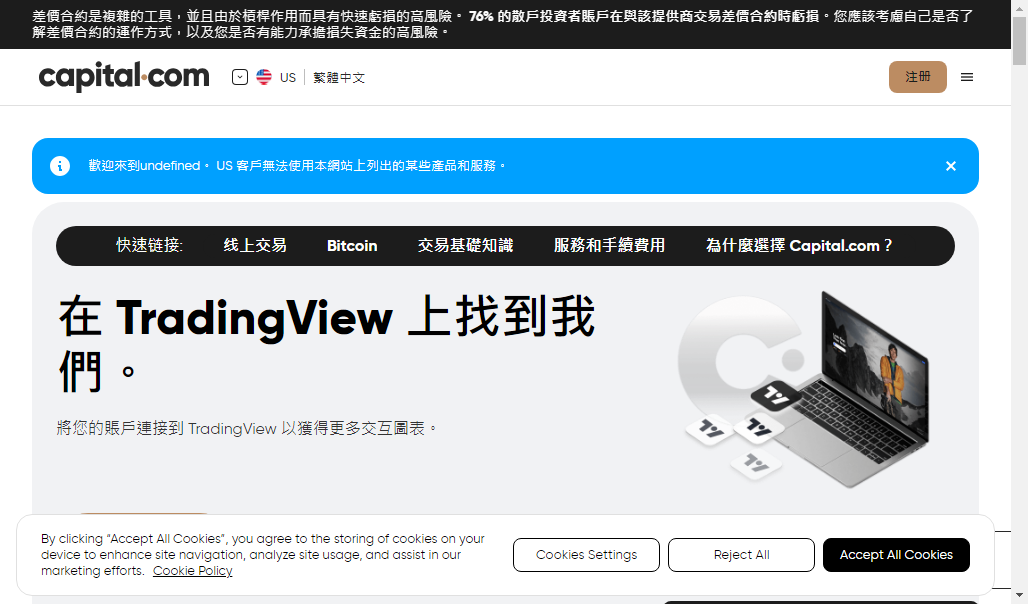 差價合約是複雜的工具，並且由於槓桿作用而具有快速虧損的高風險。 76% 的散戶投資者賬戶在與該提供商交易差價合約時虧損。您應該考慮自己是否了
解差價合約的運作方式，以及您是否有能力承擔損失資金的高風險。
capital.com
US
繁體中文
注册
歡迎來到undefined。 US 客戶無法使用本網站上列出的某些產品和服務。
快速链接:
线上交易
Bitcoin
交易基礎知識
服務和手續費用
為什麼選擇 Capital.com？
在 TradingView 上找到我
們。
將您的賬戶連接到 TradingView 以獲得更多交互圖表。
By clicking “Accept All Cookies”, you agree to the storing of cookies on your
device to enhance site navigation, analyze site usage, and assist in our
marketing efforts. Cookie Policy
Cookies Settings
Reject All
Accept All Cookies